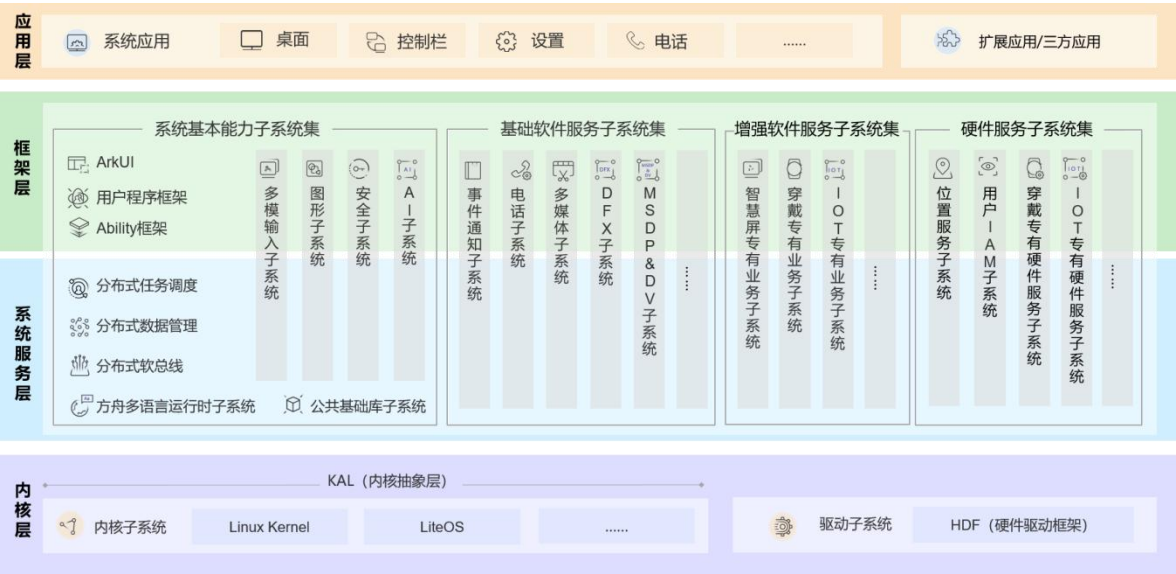 应用层
系统应用
桌面
控制栏
设置
电话
......
扩展应用/三方应用
框架层
系统服务层
系统基本能力子系统集
ArkUI
用户程序框架
Ability框架
分布式任务调度
分布式数据管理
分布式软总线
方舟多语言运行时子系统
公共基础库子系统
多模输入子系统
图形子系统
安全子系统
AI
AI子系统
基础软件服务子系统集
事件通知子系统
电话子系统
多媒体子系统
DFX
DFX子系统
MSDP & DV
MSDP&DV子系统
......
增强软件服务子系统集
智慧屏专有业务子系统
穿戴专有业务子系统
IOT
IOT专有业务子系统
......
硬件服务子系统集
位置服务子系统
用户IAM子系统
穿戴专有硬件服务子系统
IOT
IOT专有硬件服务子系统
......
内核层
KAL（内核抽象层）
内核子系统
Linux Kernel
LiteOS
......
驱动子系统
HDF（硬件驱动框架）